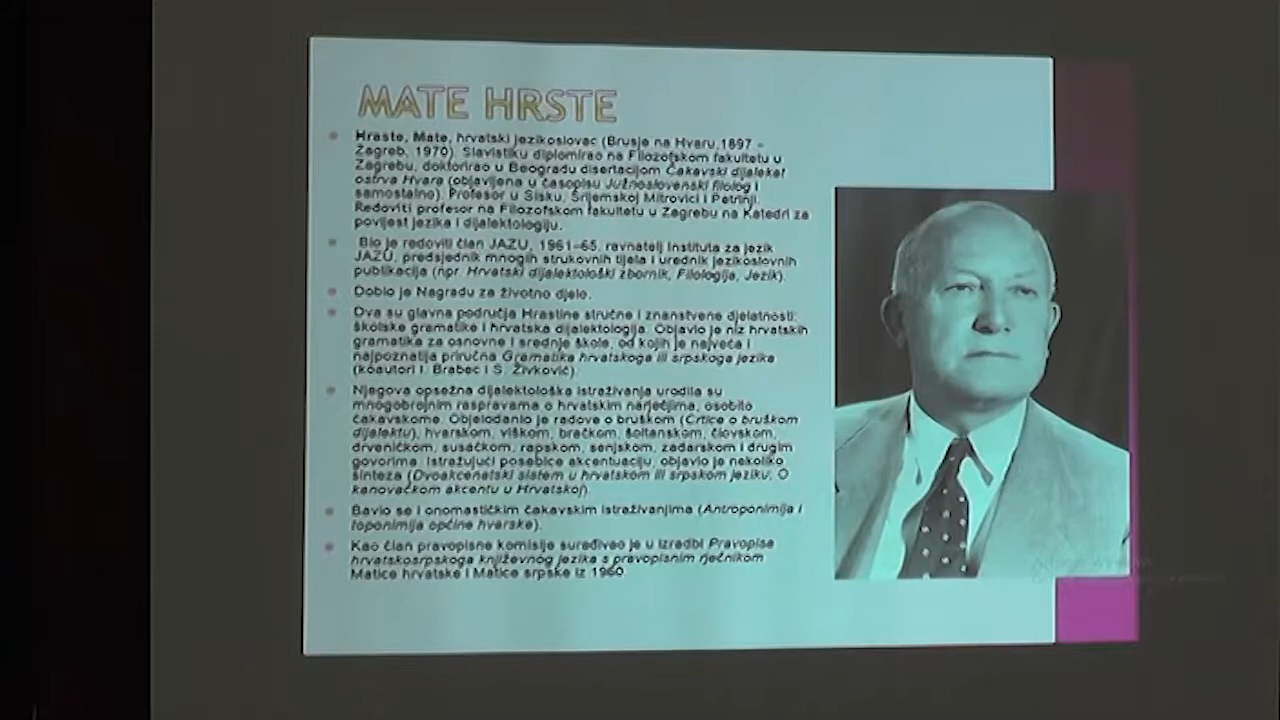 MATE HRSTE
Hraste, Mate, hrvatski jezikoslovac (Brusje na Hvaru,1897 –
Zagreb, 1970). Slavistiku diplomirao na Filozofskom fakultetu u
Zagrebu, doktorirao u Beogradu disertacijom Čakavski dijalekat
ostrva Hvara (objavljena u časopisu Južnoslovenski filolog i
samostalno). Profesor u Sisku, Srijemskoj Mitrovici i Petrinji.
Redoviti profesor na Filozofskom fakultetu u Zagrebu na Katedri za
povijest jezika i dijalektologiju.
Bio je redoviti član JAZU, 1961–65. ravnatelj Instituta za jezik
JAZU, predsjednik mnogih strukovnih tijela i urednik jezikoslovnih
publikacija (npr. Hrvatski dijalektološki zbornik, Filologija, Jezik).
Dobio je Nagradu za životno djelo.
Dva su glavna područja Hrastine stručne i znanstvene djelatnosti:
školske gramatike i hrvatska dijalektologija. Objavio je niz hrvatskih
gramatika za osnovne i srednje škole, od kojih je najveća i
najpoznatija priručna Gramatika hrvatskoga ili srpskoga jezika
(koautori I. Brabec i S. Živković).
Njegova opsežna dijalektološka istraživanja urodila su
mnogobrojnim raspravama o hrvatskim narječjima, osobito
čakavskome. Objelodanio je radove o bruškom (Crtice o bruškom
dijalektu), hvarskom, viškom, bračkom, šoltanskom, čiovskom,
drveničkom, susačkom, rapskom, senjskom, zadarskom i drugim
govorima. Istražujući posebice akcentuaciju, objavio je nekoliko
sinteza (Dvoakcenatski sistem u hrvatskom ili srpskom jeziku, O
kanovačkom akcentu u Hrvatskoj).
Bavio se i onomastičkim čakavskim istraživanjima (Antroponimija i
toponimija općine hvarske).
Kao član pravopisne komisije surađivao je u izradbi Pravopisa
hrvatskosrpskoga književnog jezika s pravopisnim rječnikom
Matice hrvatske i Matice srpske iz 1960.